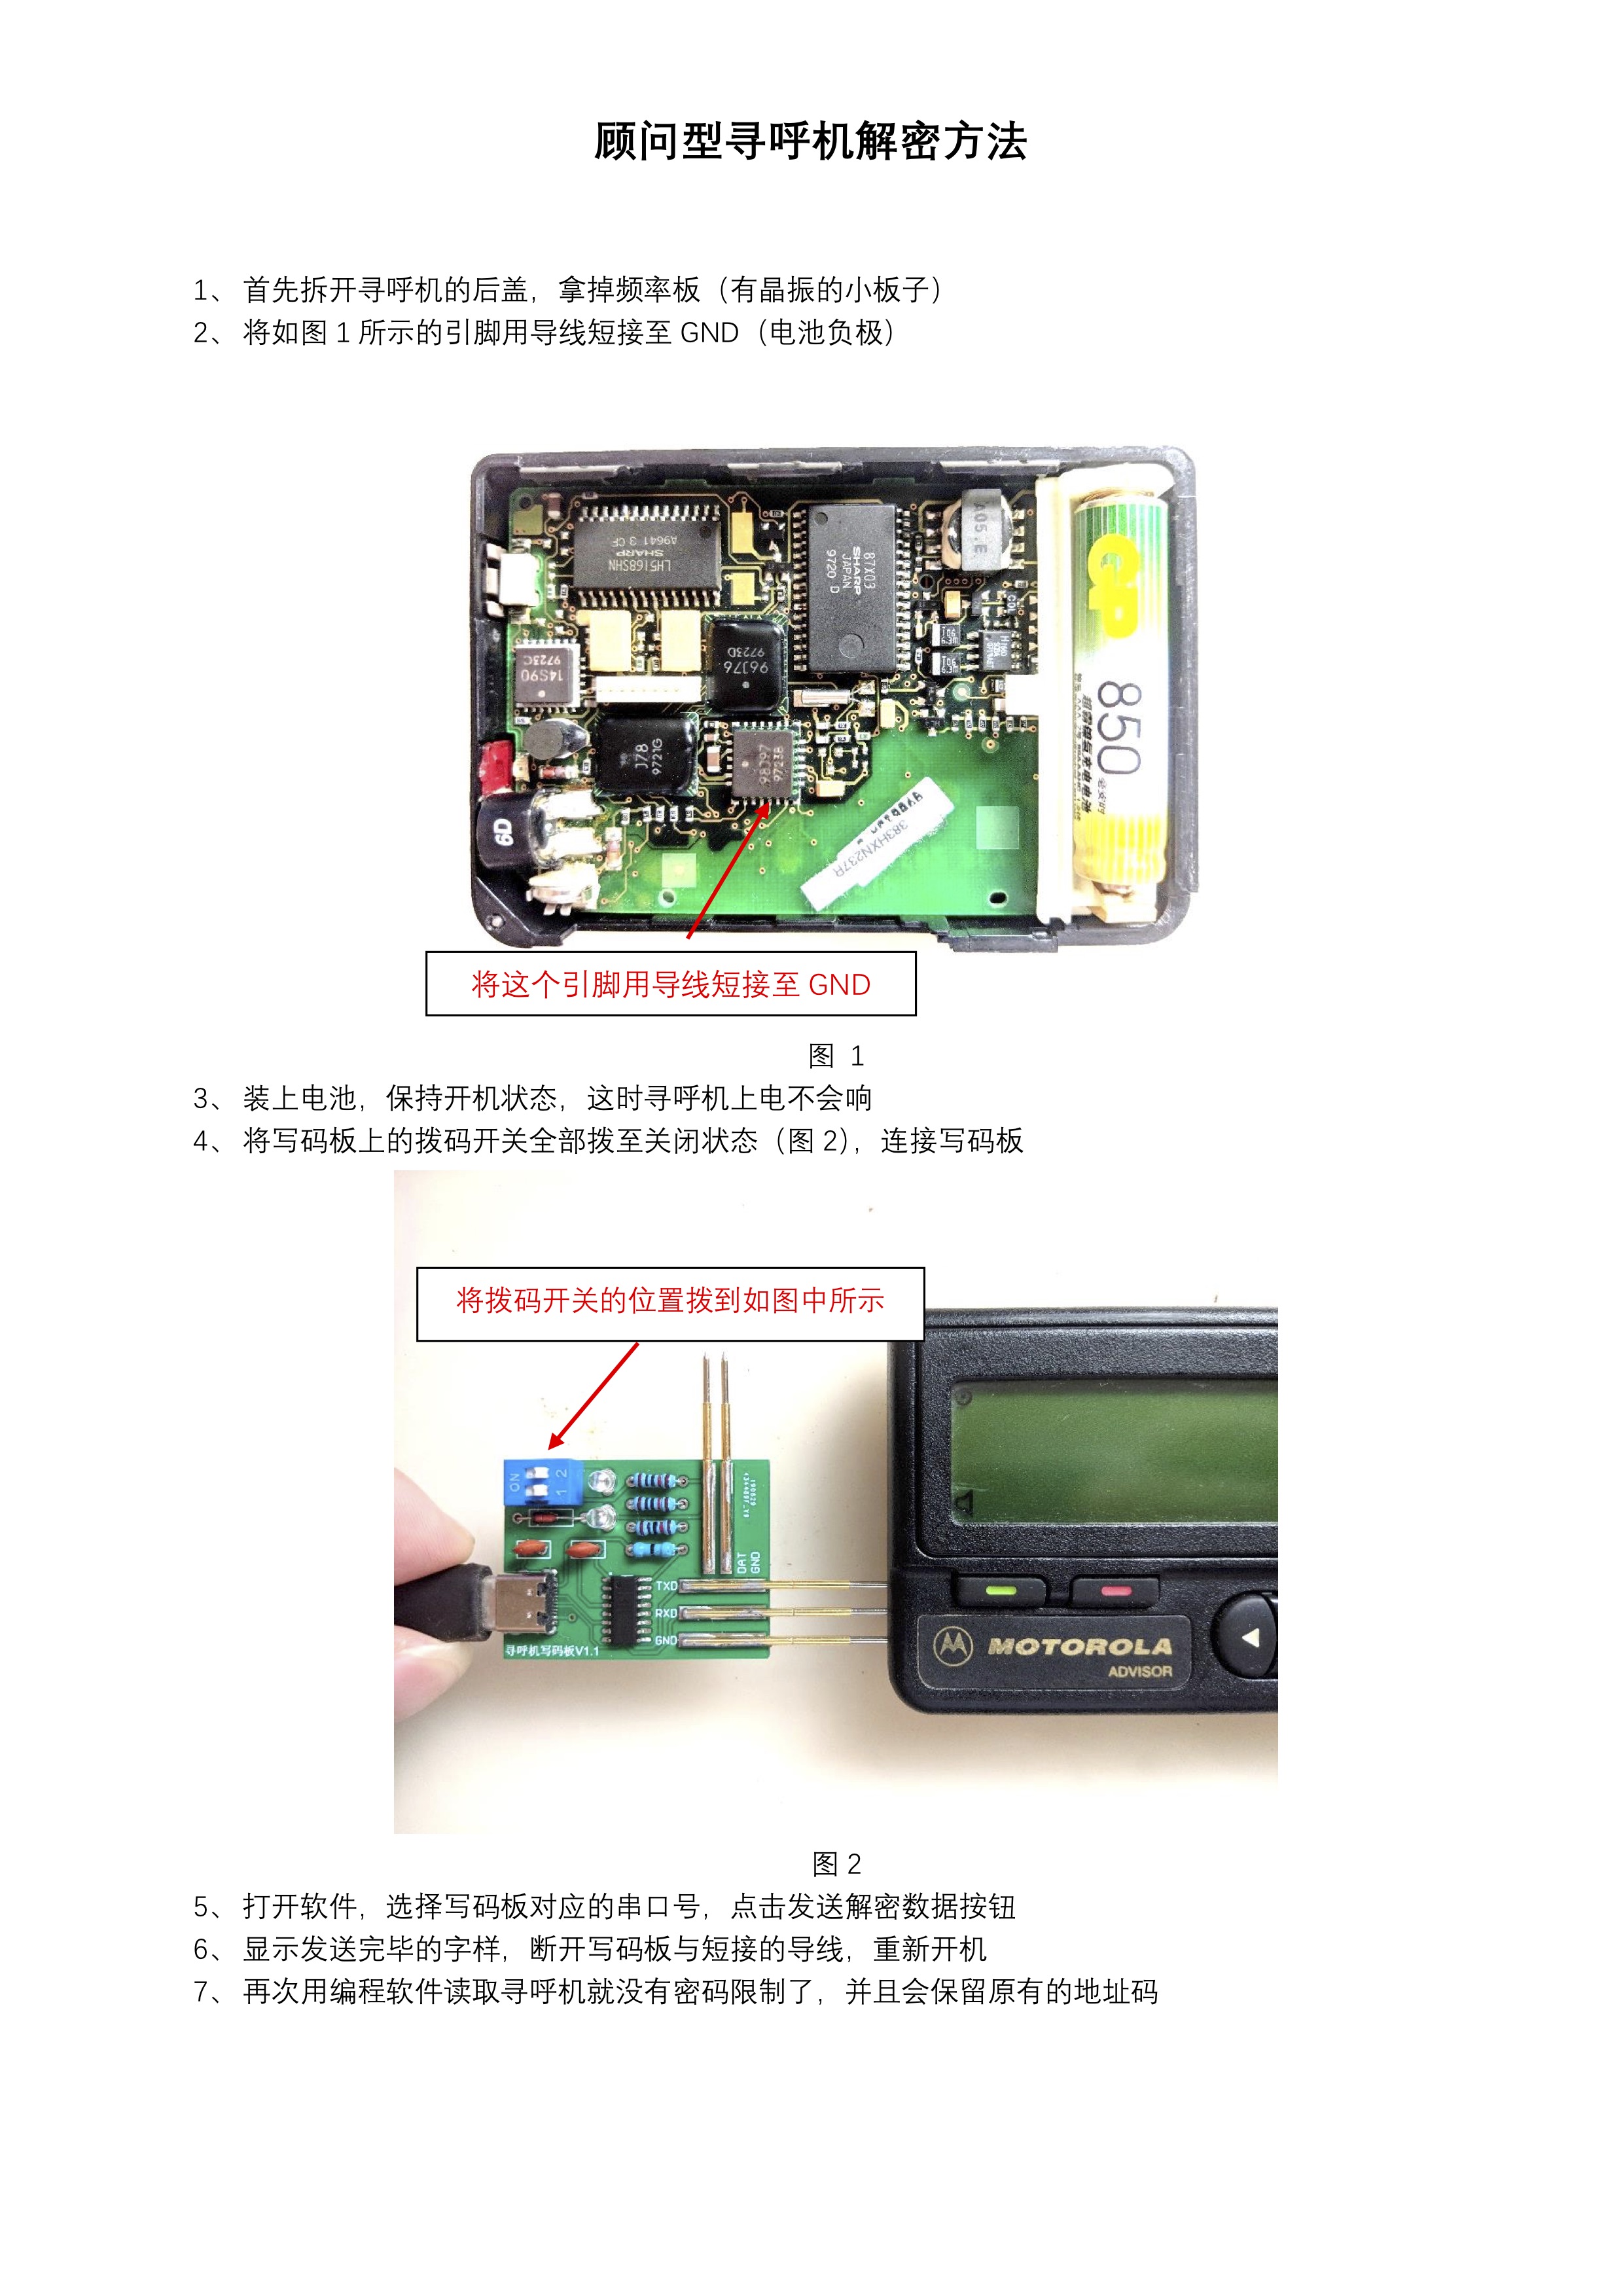 顾问型寻呼机解密方法
1、 首先拆开寻呼机的后盖，拿掉频率板（有晶振的小板子）
2、 将如图 1 所示的引脚用导线短接至 GND（电池负极）
LH5168SHN
SHARP
A9641 3 CF
87X03
SHARP
JAPAN
9720 D
A05.E
14S90
9723C
96J76
9723D
J78
9721G
98J97
9723B
6D
383HXN237R
GP
850
将这个引脚用导线短接至 GND
图 1
3、 装上电池，保持开机状态，这时寻呼机上电不会响
4、 将写码板上的拨码开关全部拨至关闭状态（图 2），连接写码板
将拨码开关的位置拨到如图中所示
ON
1 2
DAT
GND
TXD
RXD
GND
寻呼机写码板V1.1
MOTOROLA
ADVISOR
图 2
5、 打开软件，选择写码板对应的串口号，点击发送解密数据按钮
6、 显示发送完毕的字样，断开写码板与短接的导线，重新开机
7、 再次用编程软件读取寻呼机就没有密码限制了，并且会保留原有的地址码